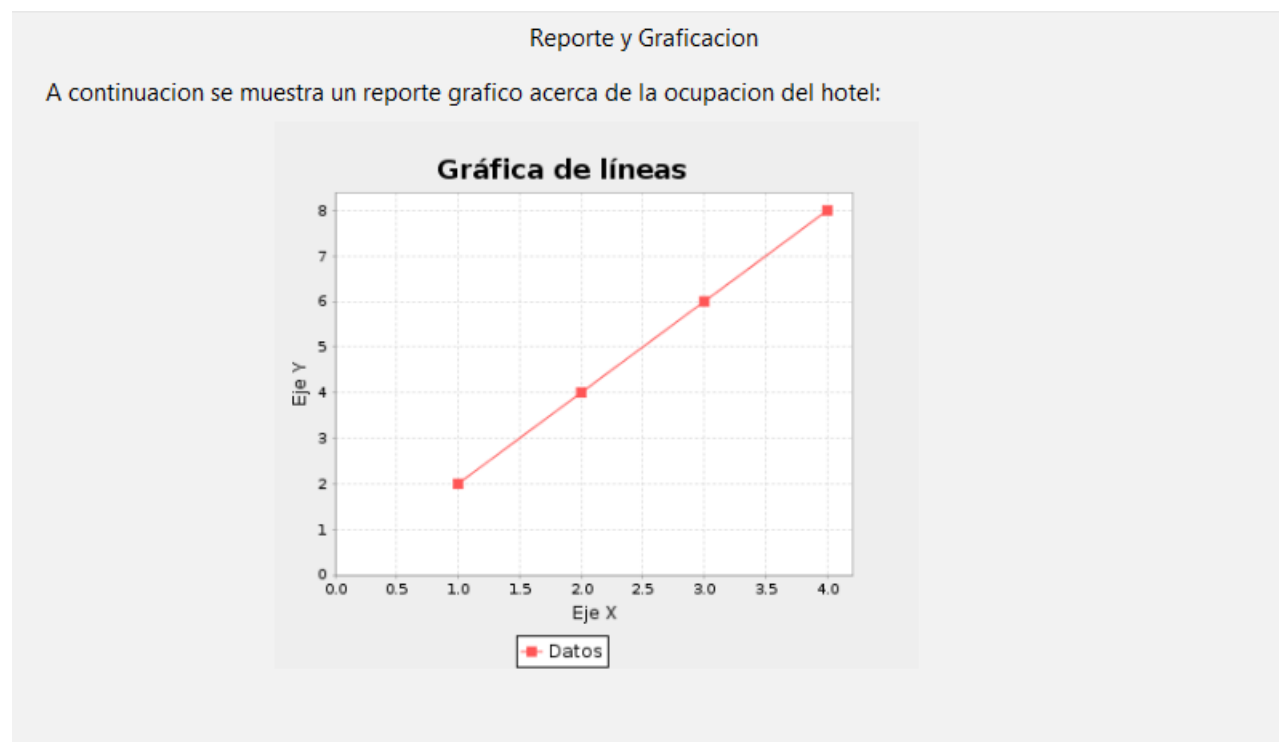 Reporte y Graficacion
A continuacion se muestra un reporte grafico acerca de la ocupacion del hotel:
Gráfica de líneas
8
7
6
5
4
3
2
1
0
Eje Y
0.0 0.5 1.0 1.5 2.0 2.5 3.0 3.5 4.0
Eje X
Datos